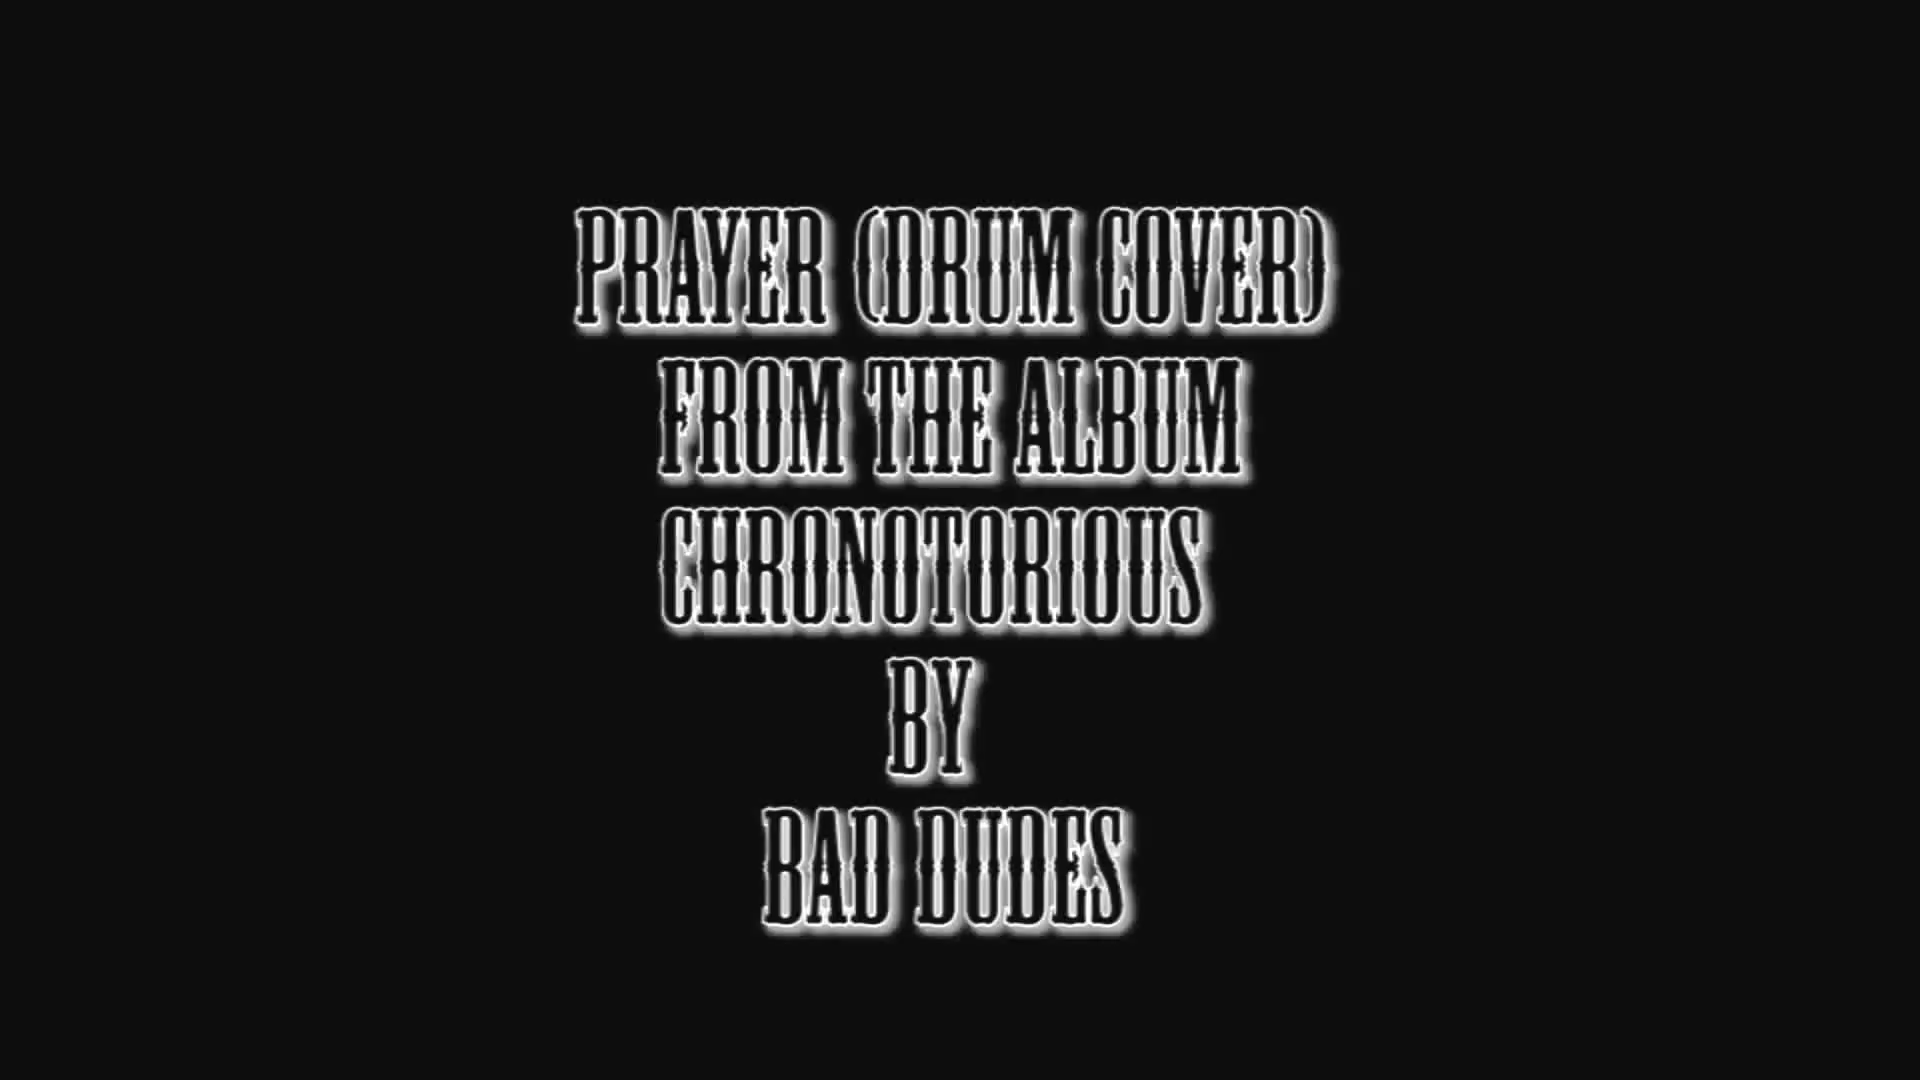 PRAYER (DRUM COVER)
FROM THE ALBUM
CHRONOTORIOUS
BY
BAD DUDES